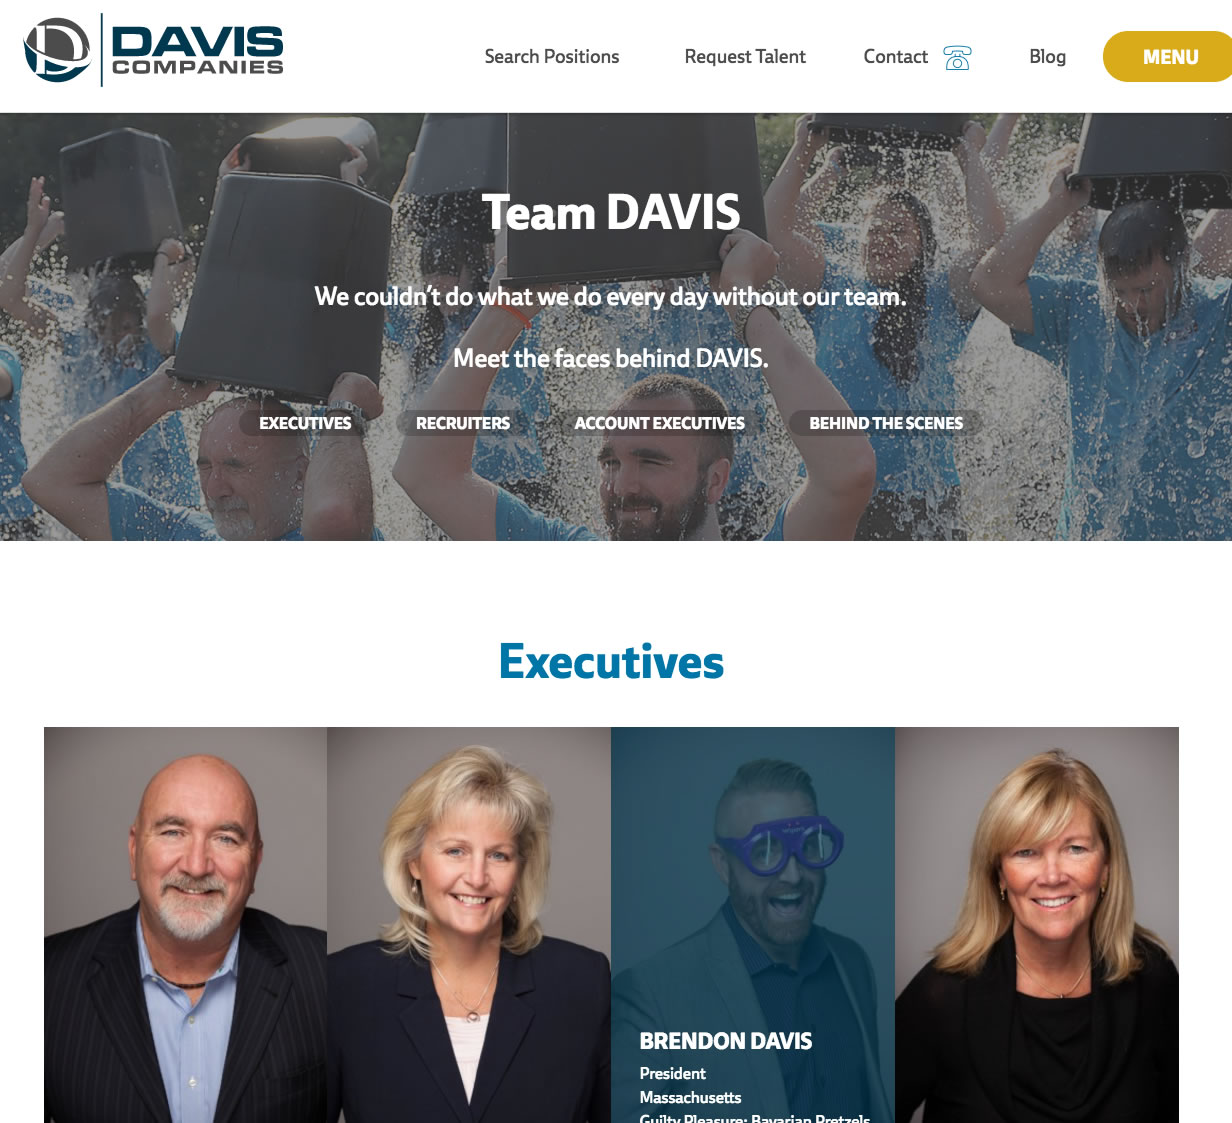 DAVIS
COMPANIES
Search Positions
Request Talent
Contact
Blog
MENU
Team DAVIS
We couldn’t do what we do every day without our team.
Meet the faces behind DAVIS.
EXECUTIVES
RECRUITERS
ACCOUNT EXECUTIVES
BEHIND THE SCENES
Executives
BRENDON DAVIS
President
Massachusetts
Guilty Pleasure: Bavarian Pretzels